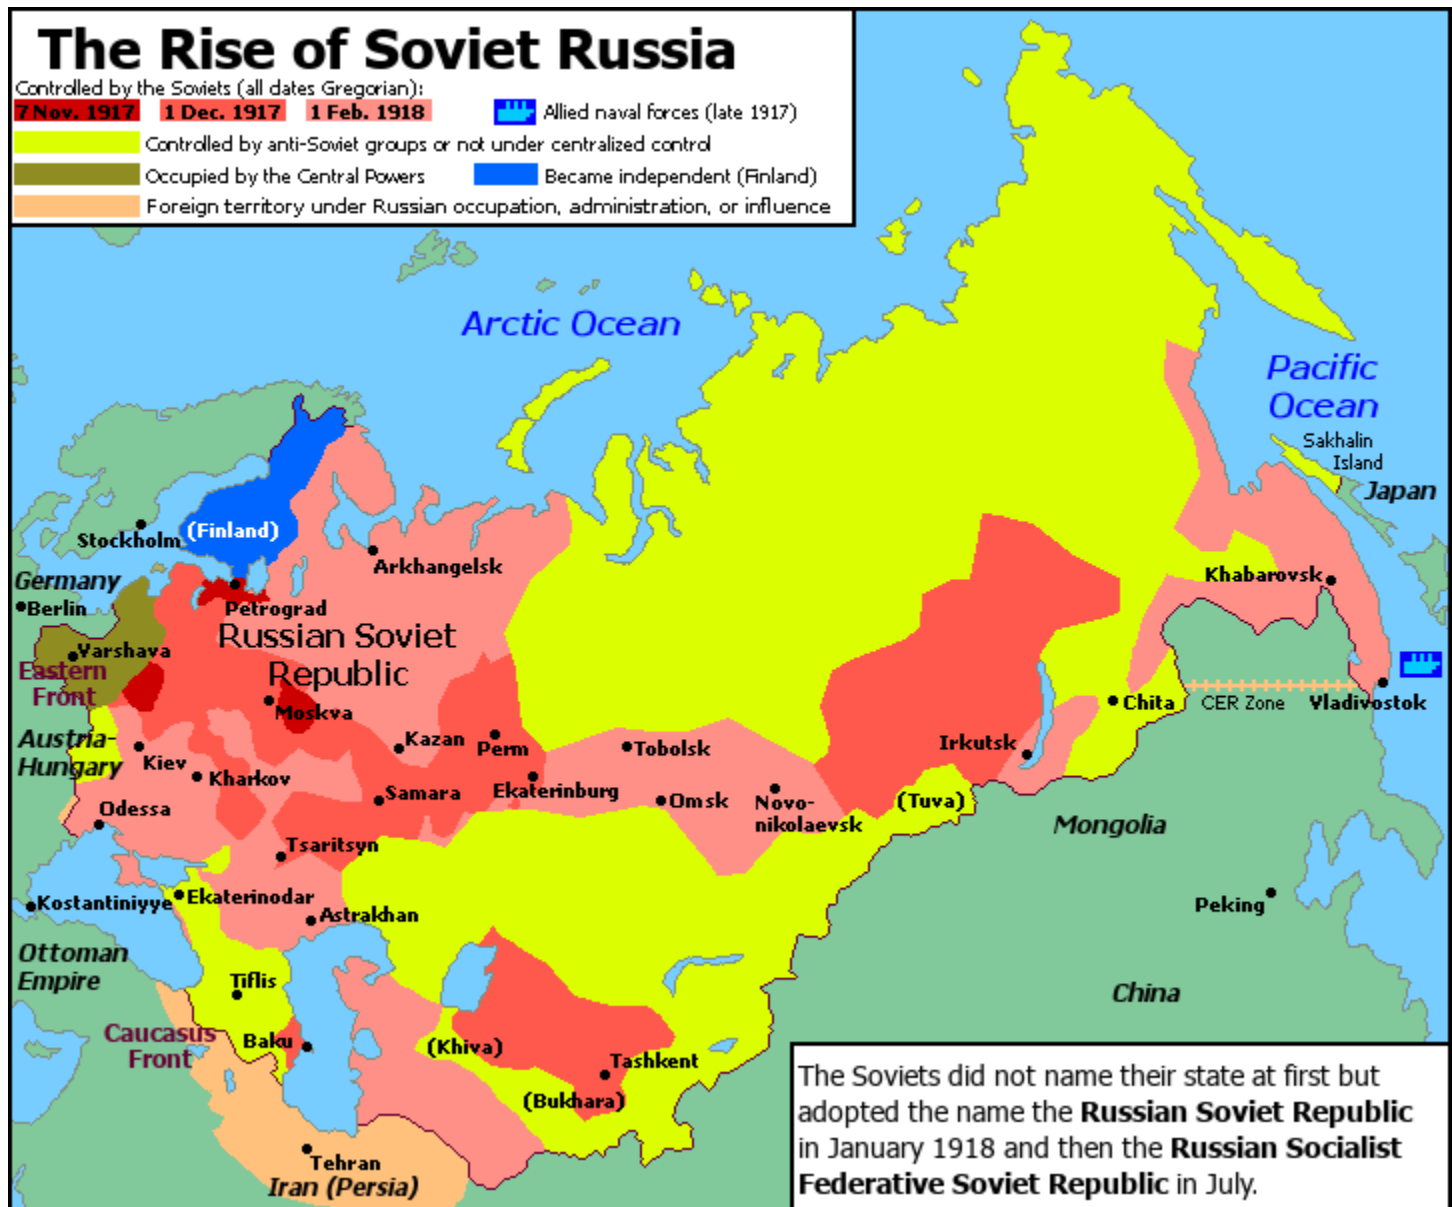 The Rise of Soviet Russia
Controlled by the Soviets (all dates Gregorian):
7 Nov. 1917 1 Dec. 1917 1 Feb. 1918 Allied naval forces (late 1917)
Controlled by anti-Soviet groups or not under centralized control
Occupied by the Central Powers Became independent (Finland)
Foreign territory under Russian occupation, administration, or influence
Arctic Ocean
Pacific
Ocean
Sakhalin
Island
Japan
Stockholm
(Finland)
Arkhangelsk
Germany
Berlin
Petrograd
Khabarovsk
Russian Soviet
Republic
Varshava
Eastern
Front
Moskva
Chita
CER Zone
Vladivostok
Austria-
Hungary
Kiev
Kharkov
Kazan
Perm
Tobolsk
Irkutsk
Odessa
Samara
Ekaterinburg
Omsk
Novo-
nikolaevsk
(Tuva)
Mongolia
Tsaritsyn
Kostantiniyye
Ekaterinodar
Astrakhan
Peking
Ottoman
Empire
Tiflis
China
Caucasus
Front
Baku
(Khiva)
Tashkent
(Bukhara)
Tehran
Iran (Persia)
The Soviets did not name their state at first but
adopted the name the Russian Soviet Republic
in January 1918 and then the Russian Socialist
Federative Soviet Republic in July.